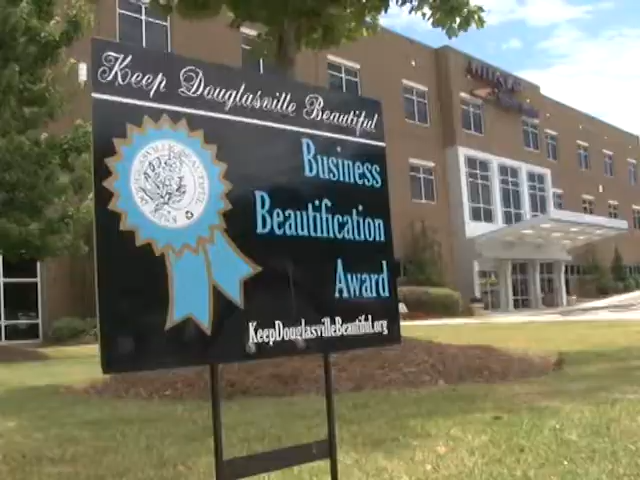 Keep Douglasville Beautiful
Business
Beautification
Award
KeepDouglasvilleBeautiful.org